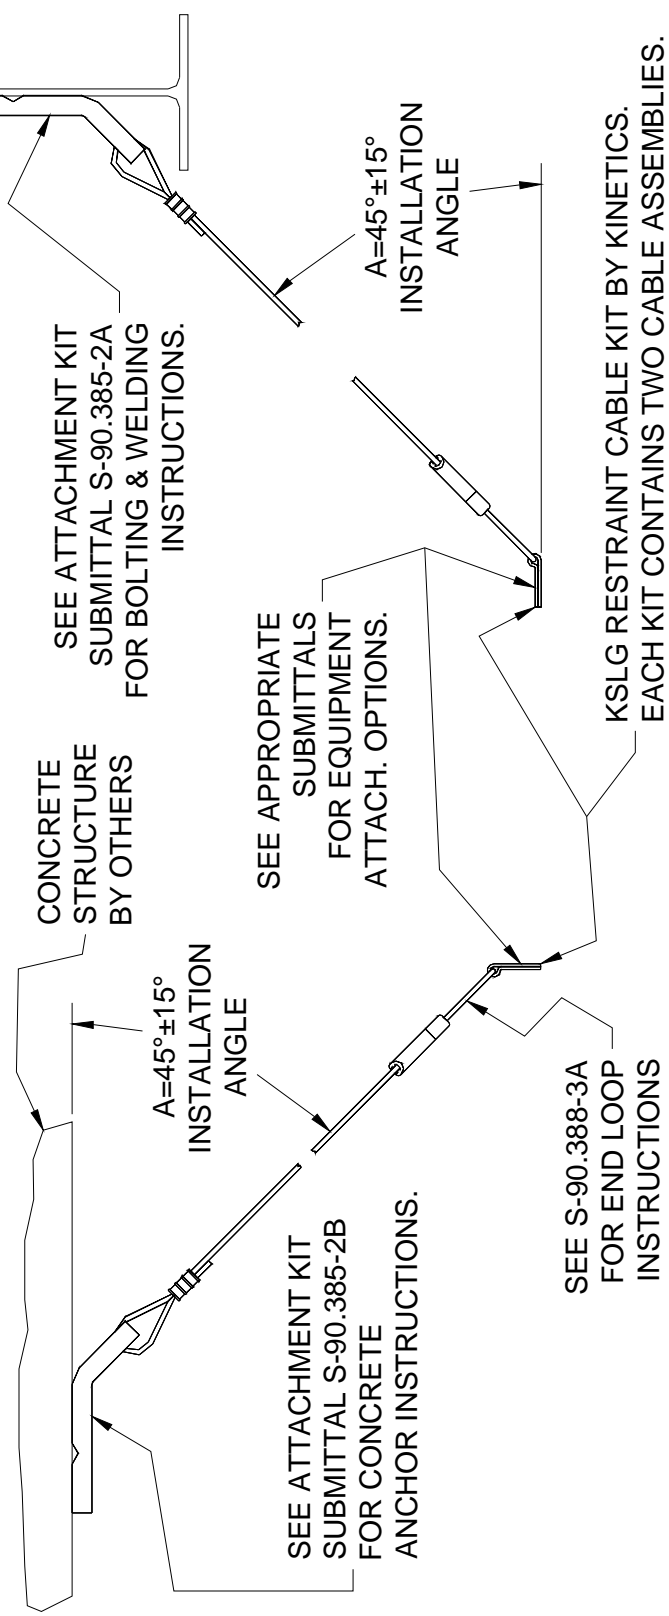 CONCRETE
STRUCTURE
BY OTHERS
A=45°±15°
INSTALLATION
ANGLE
SEE ATTACHMENT KIT
SUBMITTAL S-90.385-2B
FOR CONCRETE
ANCHOR INSTRUCTIONS.
SEE S-90.388-3A
FOR END LOOP
INSTRUCTIONS
SEE ATTACHMENT KIT
SUBMITTAL S-90.385-2A
FOR BOLTING & WELDING
INSTRUCTIONS.
SEE APPROPRIATE
SUBMITTALS
FOR EQUIPMENT
ATTACH. OPTIONS.
A=45°±15°
INSTALLATION
ANGLE
KSLG RESTRAINT CABLE KIT BY KINETICS.
EACH KIT CONTAINS TWO CABLE ASSEMBLIES.